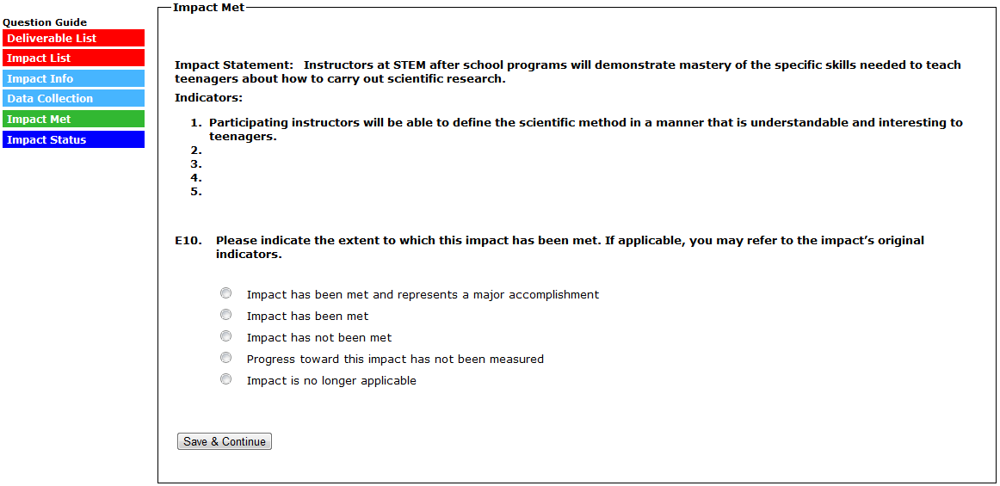 Question Guide
Deliverable List
Impact List
Impact Info
Data Collection
Impact Met
Impact Status
Impact Met
Impact Statement: Instructors at STEM after school programs will demonstrate mastery of the specific skills needed to teach
teenagers about how to carry out scientific research.
Indicators:
1. Participating instructors will be able to define the scientific method in a manner that is understandable and interesting to
teenagers.
2.
3.
4.
5.
E10. Please indicate the extent to which this impact has been met. If applicable, you may refer to the impact’s original
indicators.
Impact has been met and represents a major accomplishment
Impact has been met
Impact has not been met
Progress toward this impact has not been measured
Impact is no longer applicable
Save & Continue